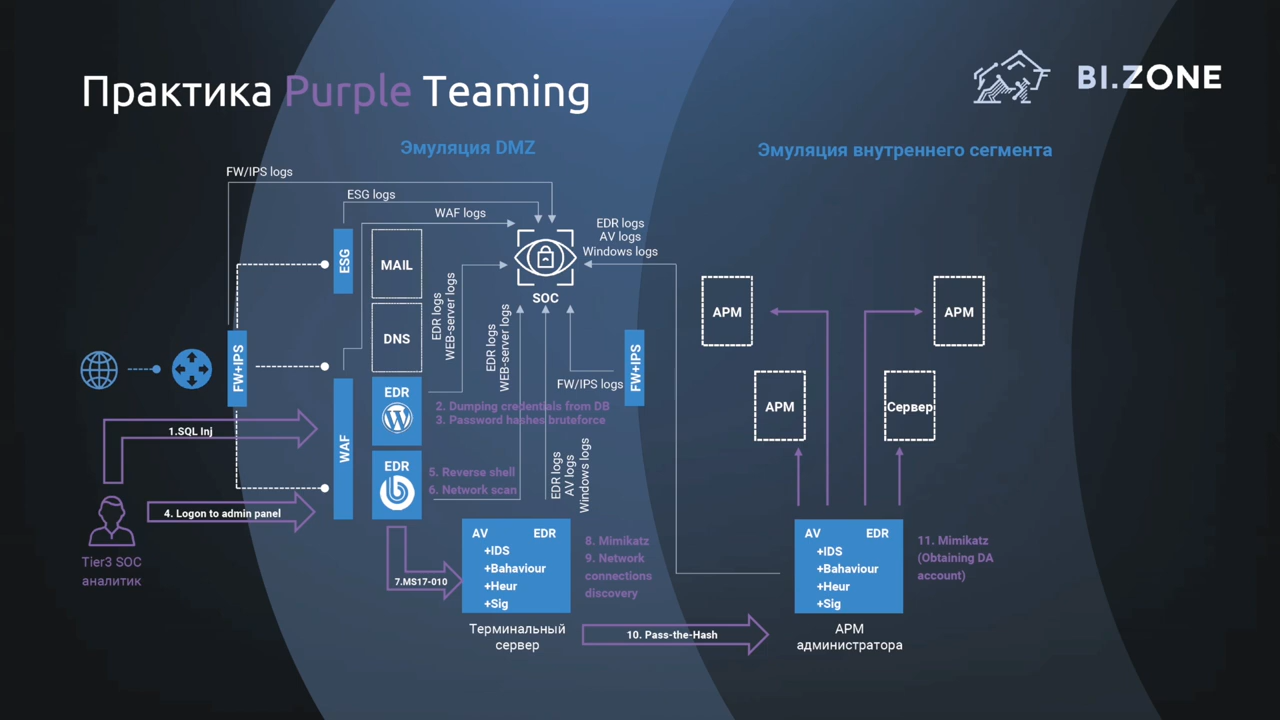 Практика Purple Teaming
BI.ZONE
Эмуляция DMZ
Эмуляция внутреннего сегмента
FW/IPS logs
ESG logs
WAF logs
EDR logs
AV logs
Windows logs
ESG
MAIL
SOC
DNS
EDR logs
WEB-server logs
EDR logs
WEB-server logs
FW+IPS
FW+IPS
FW/IPS logs
APM
APM
APM
Сервер
EDR
2. Dumping credentials from DB
3. Password hashes bruteforce
1.SQL Inj
WAF
EDR
5. Reverse shell
6. Network scan
EDR logs
AV logs
Windows logs
4. Logon to admin panel
Tier3 SOC
аналитик
7.MS17-010
AV EDR
+IDS
+Bahaviour
+Heur
+Sig
Терминальный
сервер
8. Mimikatz
9. Network
connections
discovery
10. Pass-the-Hash
AV EDR
+IDS
+Bahaviour
+Heur
+Sig
АРМ
администратора
11. Mimikatz
(Obtaining DA
account)